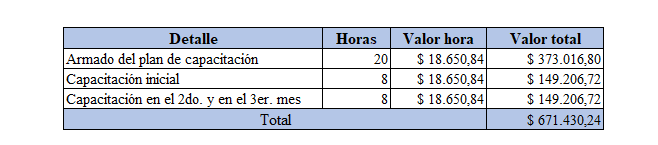 Detalle Horas Valor hora Valor total
Armado del plan de capacitación 20 $ 18.650,84 $ 373.016,80
Capacitación inicial 8 $ 18.650,84 $ 149.206,72
Capacitación en el 2do. y en el 3er. mes 8 $ 18.650,84 $ 149.206,72
Total $ 671.430,24